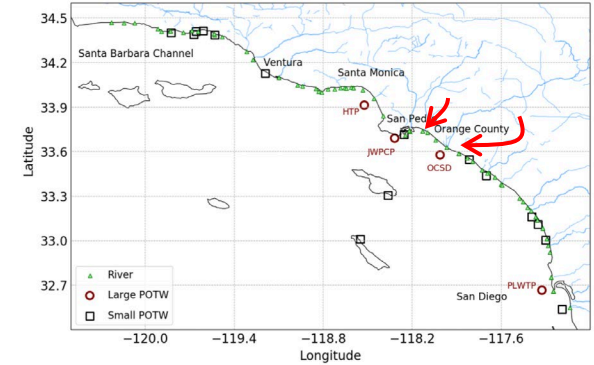 34.5
34.2
33.9
33.6
33.3
33.0
32.7
Latitude
Santa Barbara Channel
Ventura
Santa Monica
HTP
San Ped
Orange County
JWPCP
OCSD
PLWTP
San Diego
River
Large POTW
Small POTW
−120.0 −119.4 −118.8 −118.2 −117.6
Longitude